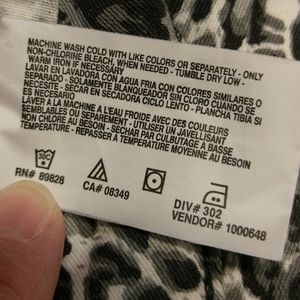 MACHINE WASH COLD WITH LIKE COLORS OR SEPARATELY - ONLY
NON-CHLORINE BLEACH, WHEN NEEDED - TUMBLE DRY LOW -
WARM IRON IF NECESSARY
LAVAR EN LAVADORA CON AGUA FRIA CON COLORES SIMILARES O
SEPARADO - SOLAMENTE BLANQUEADOR SIN CLORO CUANDO SE
NECESITE - SECAR EN SECADORA CICLO LENTO - PLANCHA TIBIA SI
ES NECESARIO
LAYER A LA MACHINE A L'EAU FROIDE AVEC DES COULEURS
SIMILAIRES OU SEPAREMENT - UTILISER UN JAVELLISANT
NON CHLORE AU BESOIN - SECHAR PAR CULBUTAGE A BASSE
TEMPERATURE - REPASSER A TEMPERATURE MOYENNE AU BESOIN.
30C
RN# 89828
CA# 08349
DIV# 302
VENDOR# 1000648